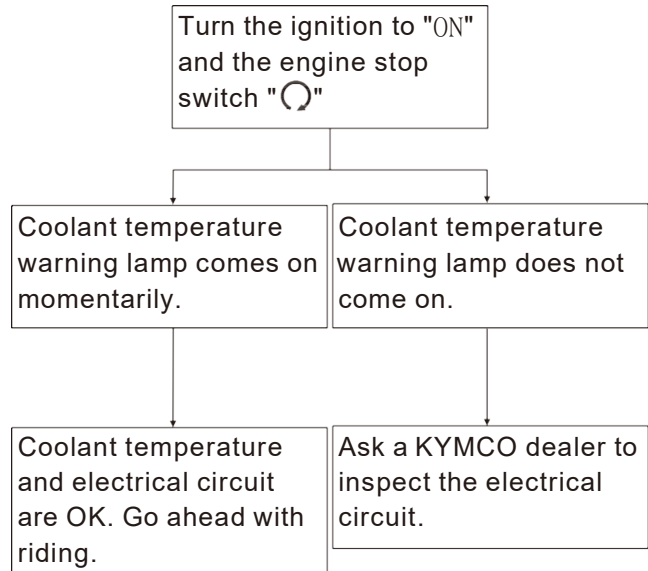 Turn the ignition to "ON"
and the engine stop
switch "↻"
Coolant temperature
warning lamp comes on
momentarily.
Coolant temperature
warning lamp does not
come on.
Coolant temperature
and electrical circuit
are OK. Go ahead with
riding.
Ask a KYMCO dealer to
inspect the electrical
circuit.